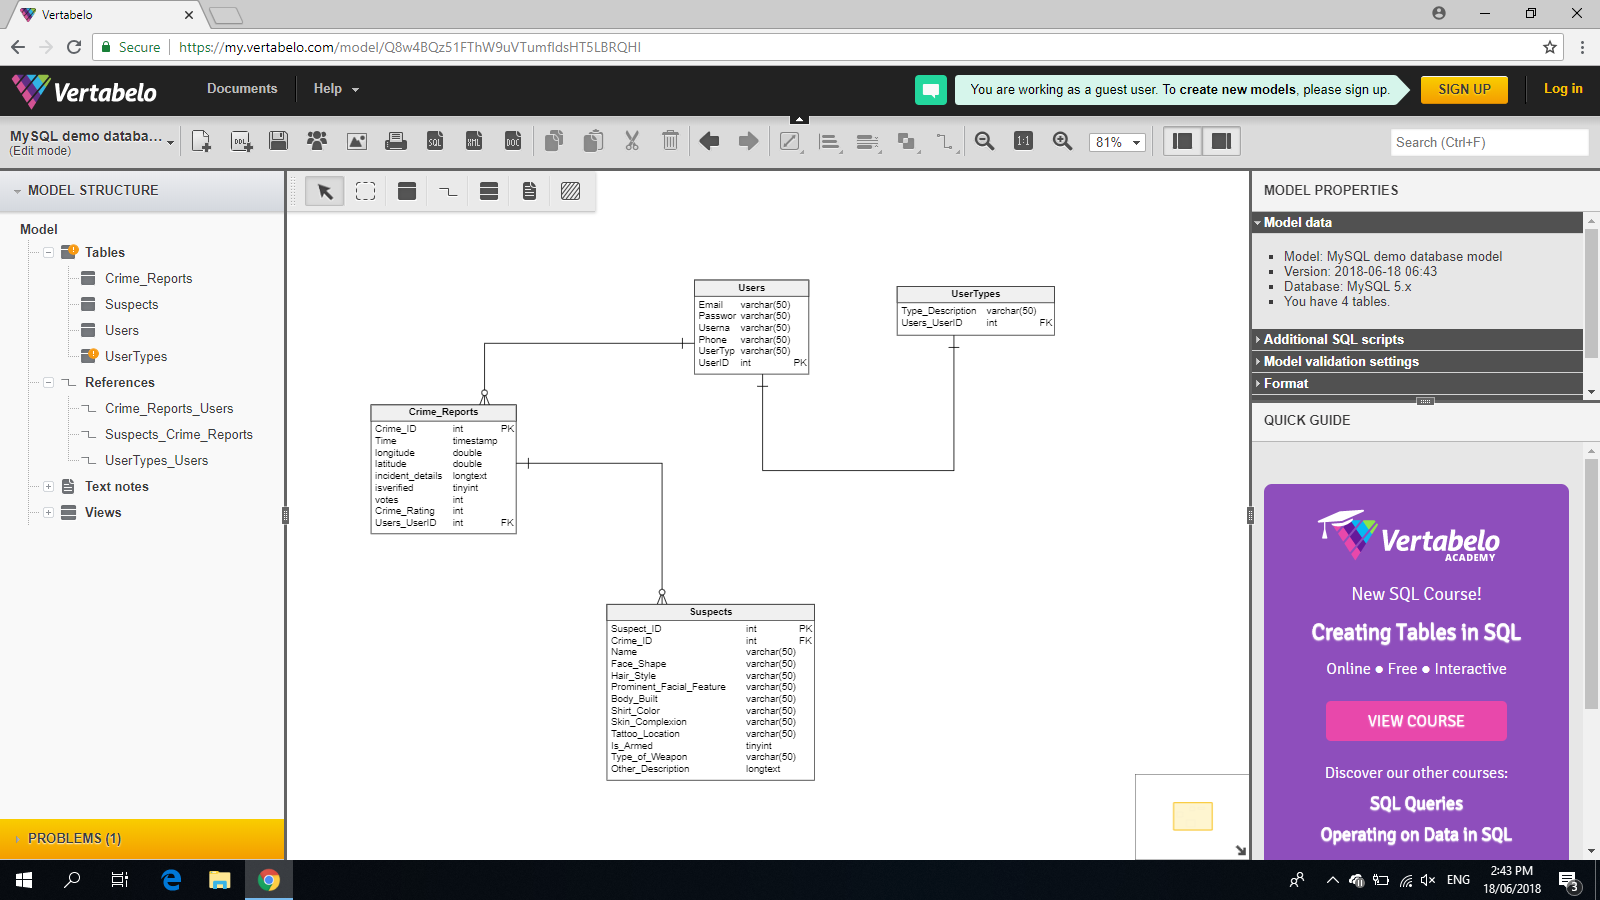 Vertabelo
Secure
https://my.vertabelo.com/model/Q8w4BQz51FThW9uVTumfldsHT5LBRQHI
Vertabelo
Documents
Help
You are working as a guest user. To create new models, please sign up.
SIGN UP
Log in
MySQL demo databa...
(Edit mode)
DDL
SQL
XML
DOC
1:1
81%
Search (Ctrl+F)
MODEL STRUCTURE
Model
Tables
Crime_Reports
Suspects
Users
UserTypes
References
Crime_Reports_Users
Suspects_Crime_Reports
UserTypes_Users
Text notes
Views
PROBLEMS (1)
Users
Email varchar(50)
Passwor varchar(50)
Userna varchar(50)
Phone varchar(50)
UserTyp varchar(50)
UserID int PK
UserTypes
Type_Description varchar(50)
Users_UserID int FK
Crime_Reports
Crime_ID int PK
Time timestamp
longitude double
latitude double
incident_details longtext
isverified tinyint
votes int
Crime_Rating int
Users_UserID int FK
Suspects
Suspect_ID int PK
Crime_ID int FK
Name varchar(50)
Face_Shape varchar(50)
Hair_Style varchar(50)
Prominent_Facial_Feature varchar(50)
Body_Built varchar(50)
Shirt_Color varchar(50)
Skin_Complexion varchar(50)
Tattoo_Location varchar(50)
Is_Armed tinyint
Type_of_Weapon varchar(50)
Other_Description longtext
MODEL PROPERTIES
Model data
Model: MySQL demo database model
Version: 2018-06-18 06:43
Database: MySQL 5.x
You have 4 tables.
Additional SQL scripts
Model validation settings
Format
QUICK GUIDE
Vertabelo
ACADEMY
New SQL Course!
Creating Tables in SQL
Online ● Free ● Interactive
VIEW COURSE
Discover our other courses:
SQL Queries
Operating on Data in SQL
ENG
2:43 PM
18/06/2018
3